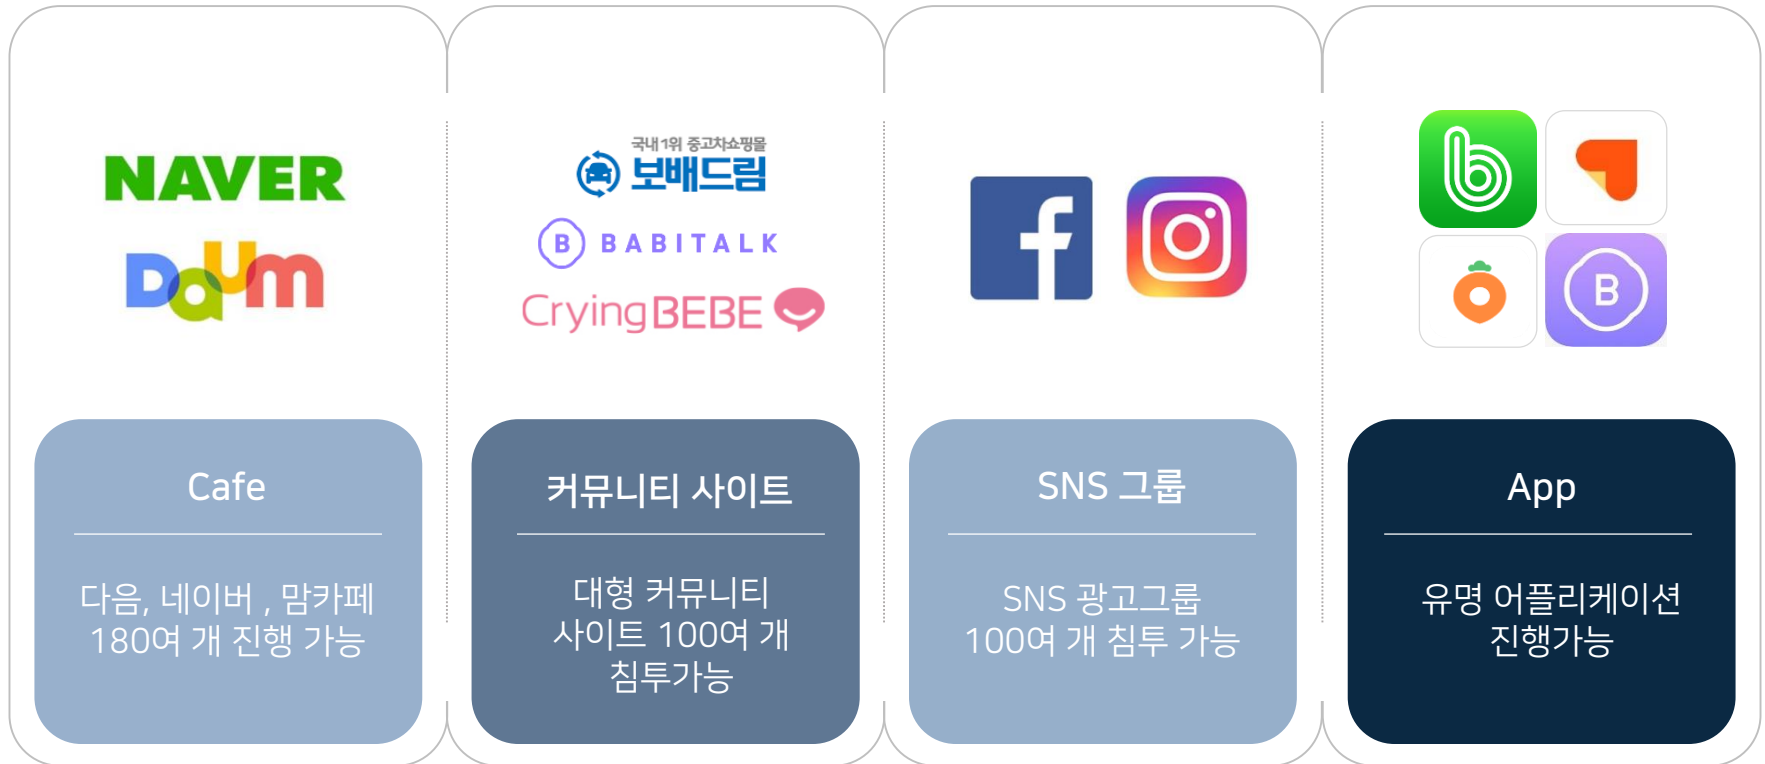 NAVER
Daum
국내 1위 중고차쇼핑몰
보배드림
B BABITALK
CryingBEBE
f
b
B
Cafe
다음, 네이버 , 맘카페
180여 개 진행 가능
커뮤니티 사이트
대형 커뮤니티
사이트 100여 개
침투가능
SNS 그룹
SNS 광고그룹
100여 개 침투 가능
App
유명 어플리케이션
진행가능